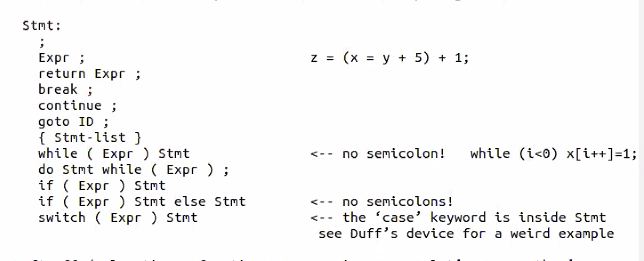 Stmt:
;
Expr ; z = (x = y + 5) + 1;
return Expr ;
break ;
continue ;
goto ID ;
{ Stmt-list }
while ( Expr ) Stmt <-- no semicolon! while (i<0) x[i++]=1;
do Stmt while ( Expr ) ;
if ( Expr ) Stmt
if ( Expr ) Stmt else Stmt <-- no semicolons!
switch ( Expr ) Stmt <-- the ‘case’ keyword is inside Stmt
see Duff’s device for a weird example